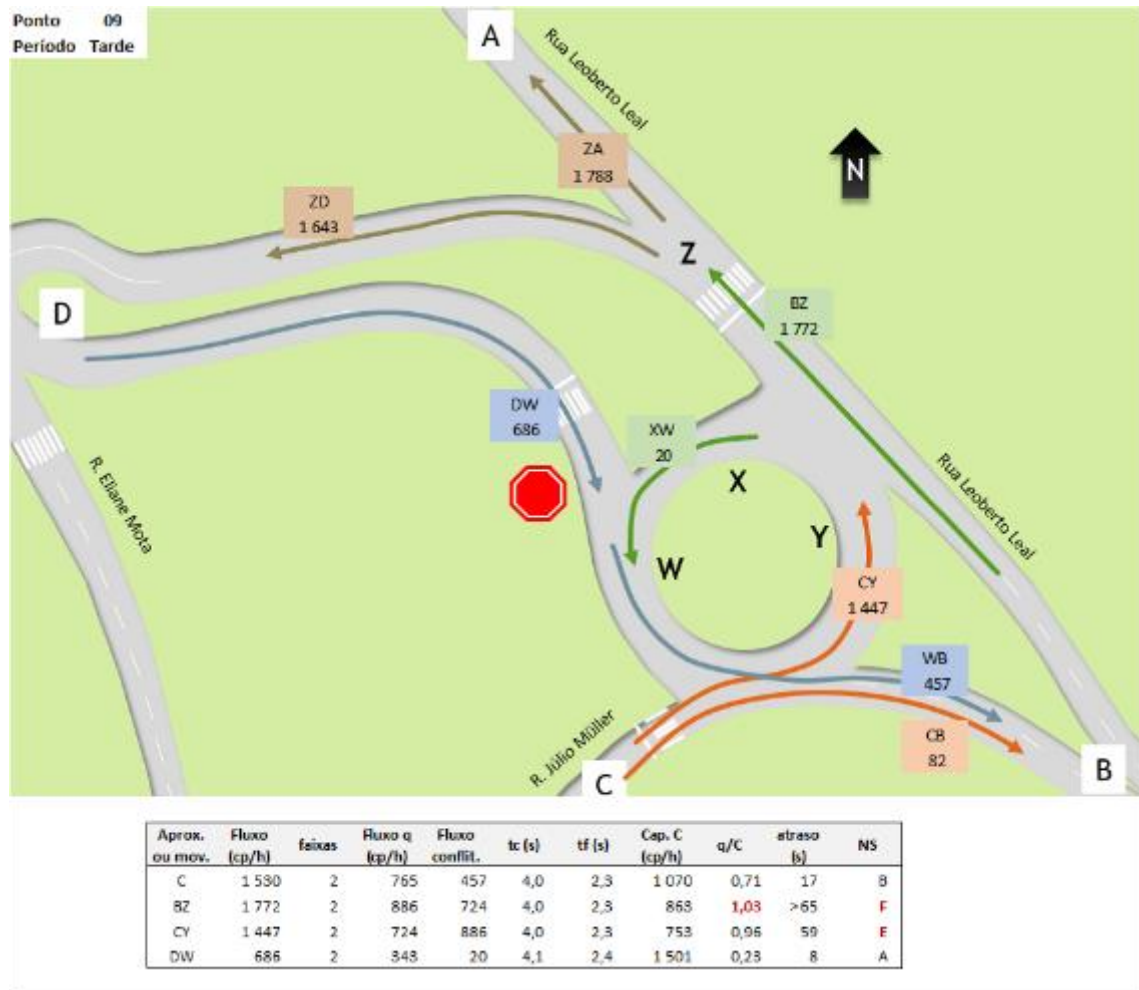 Ponto 09
Período Tarde
A
Rua Leoberto Leal
N
ZA
1 788
ZD
1 643
Z
D
BZ
1 772
DW
686
XW
20
X
Rua Leoberto Leal
R. Eliane Mota
Y
W
CY
1 447
WB
457
R. Júlio Müller
CB
82
C
B
Aprox. ou mov. Fluxo (cp/h) faixas Fluxo q (cp/h) Fluxo conflit. tc (s) tf (s) Cap. C (cp/h) q/C atraso (s) NS
C 1 530 2 765 457 4,0 2,3 1 070 0,71 17 B
BZ 1 772 2 886 724 4,0 2,3 863 1,03 >65 F
CY 1 447 2 724 886 4,0 2,3 753 0,96 59 E
DW 686 2 343 20 4,1 2,4 1 501 0,23 8 A